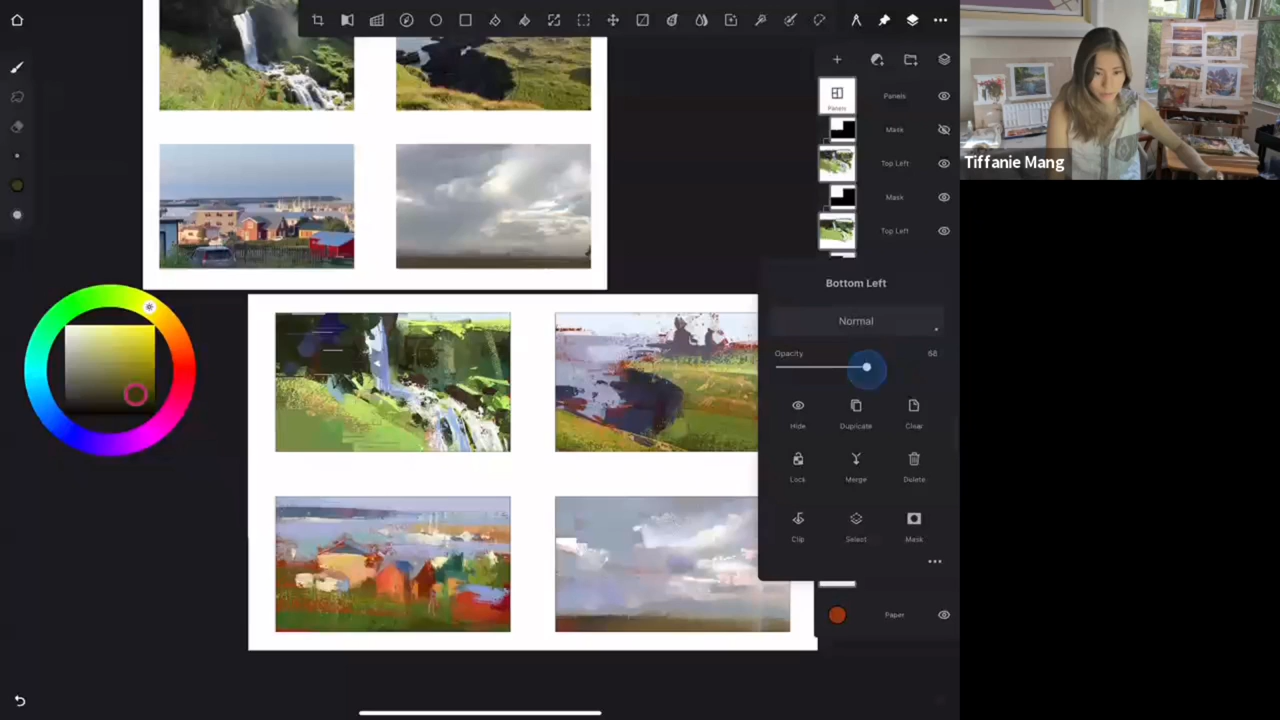 Panels
Panels
Mask
Top Left
Mask
Top Left
Tiffanie Mang
Bottom Left
Normal
Opacity
68
Hide
Duplicate
Clear
Lock
Merge
Delete
Clip
Select
Mask
Paper